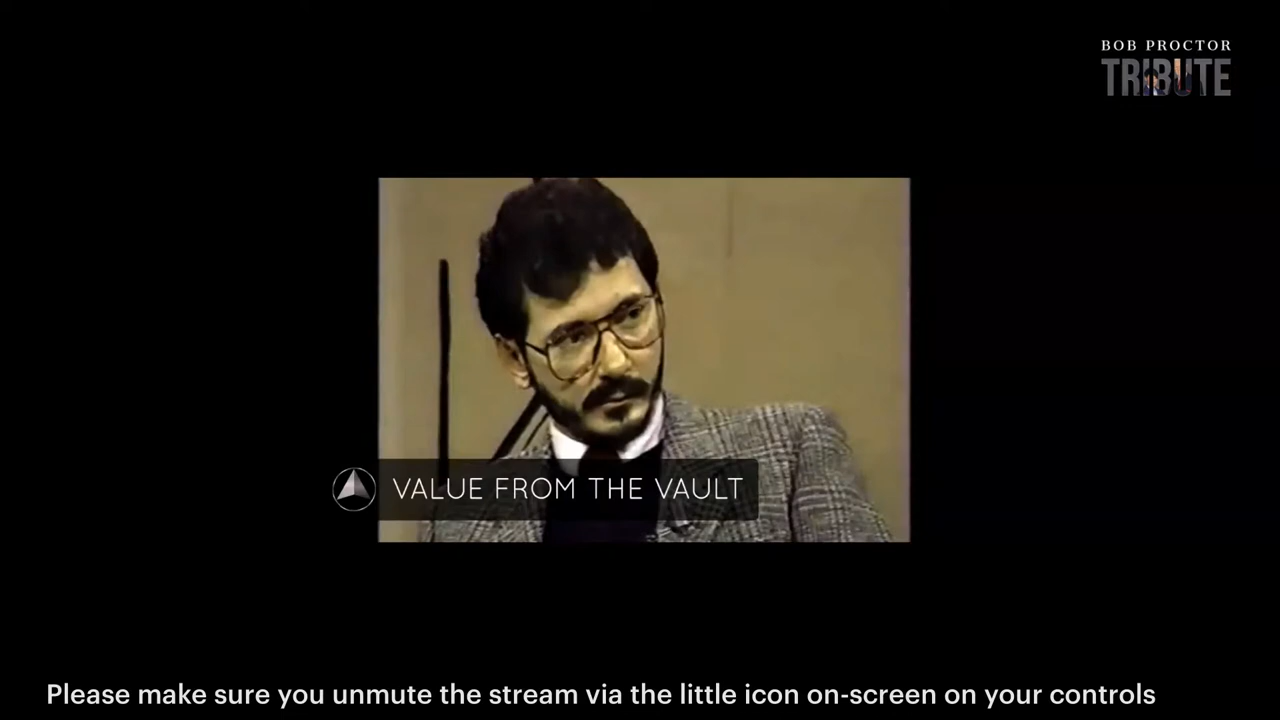 BOB PROCTOR
TRIBUTE
VALUE FROM THE VAULT
Please make sure you unmute the stream via the little icon on-screen on your controls